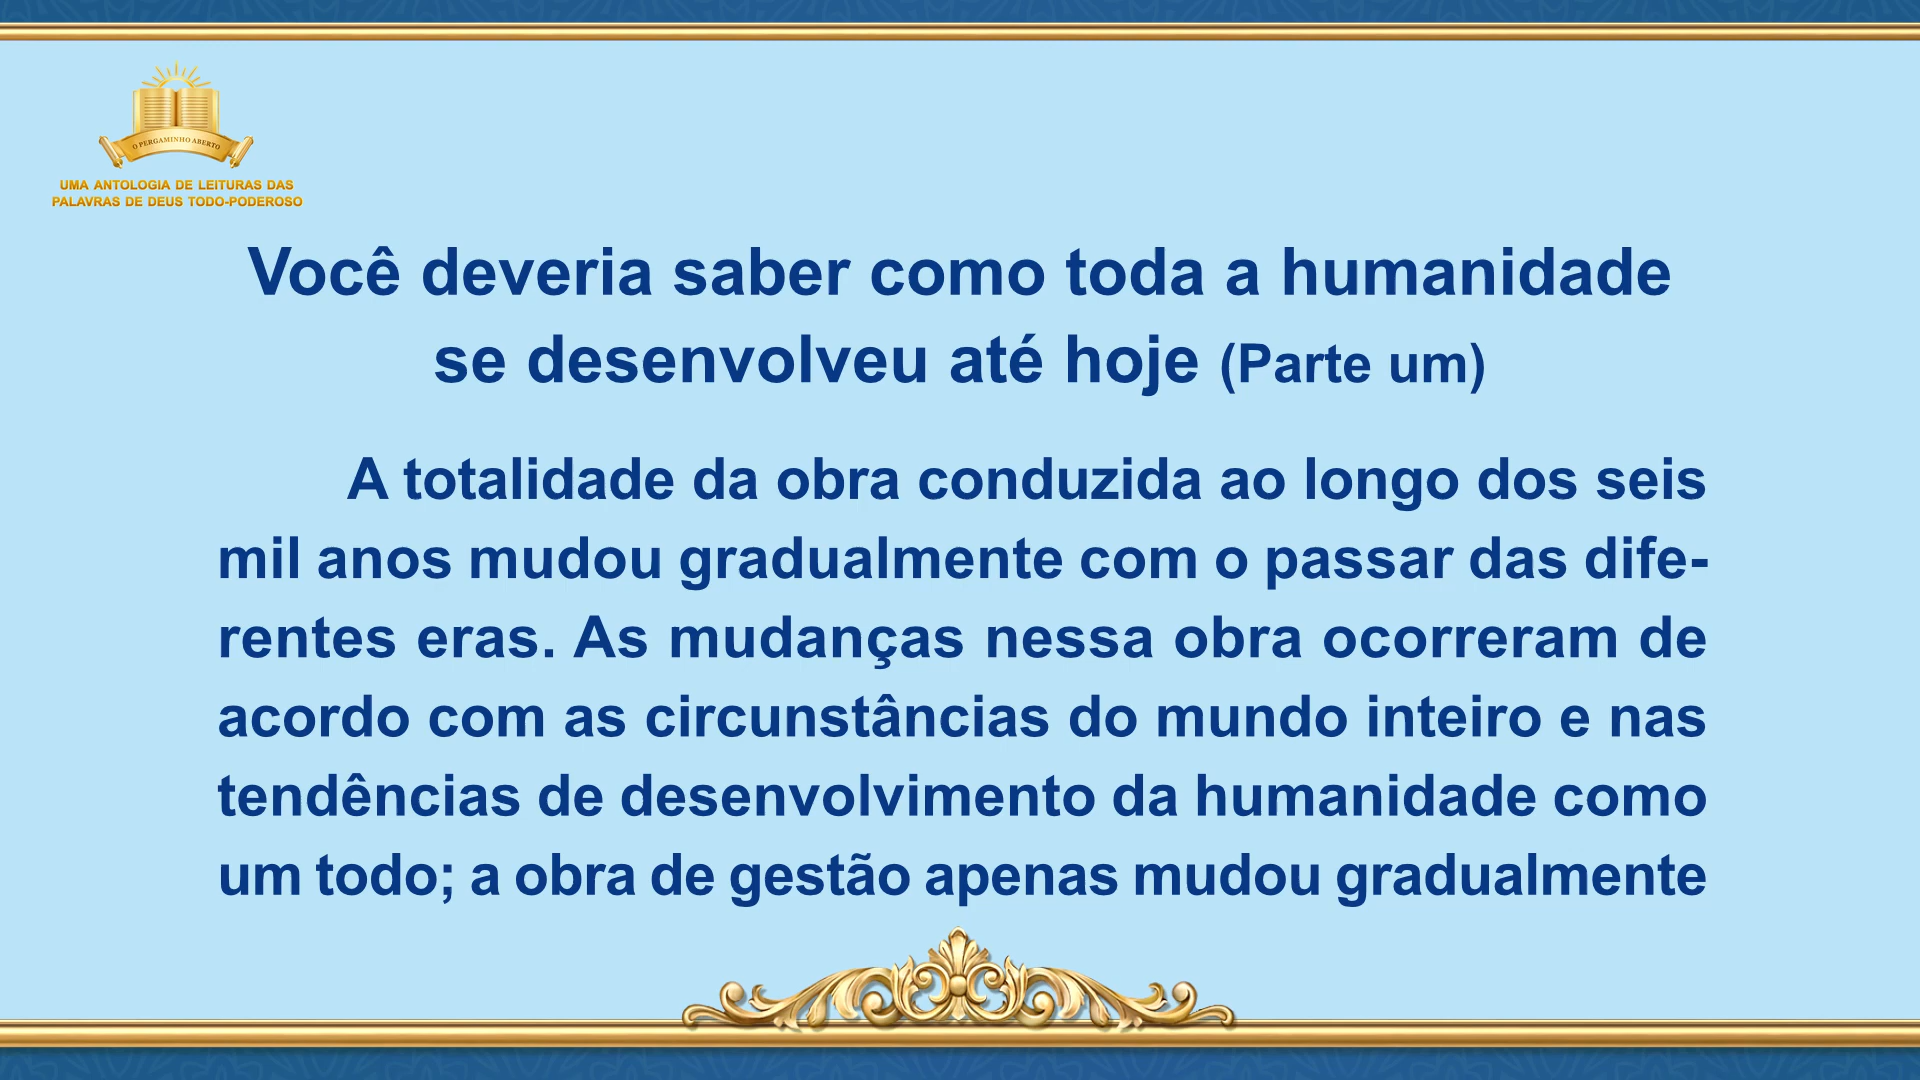 O PERGAMINHO ABERTO
UMA ANTOLOGIA DE LEITURAS DAS
PALAVRAS DE DEUS TODO-PODEROSO
Você deveria saber como toda a humanidade
se desenvolveu até hoje (Parte um)
A totalidade da obra conduzida ao longo dos seis
mil anos mudou gradualmente com o passar das dife-
rentes eras. As mudanças nessa obra ocorreram de
acordo com as circunstâncias do mundo inteiro e nas
tendências de desenvolvimento da humanidade como
um todo; a obra de gestão apenas mudou gradualmente